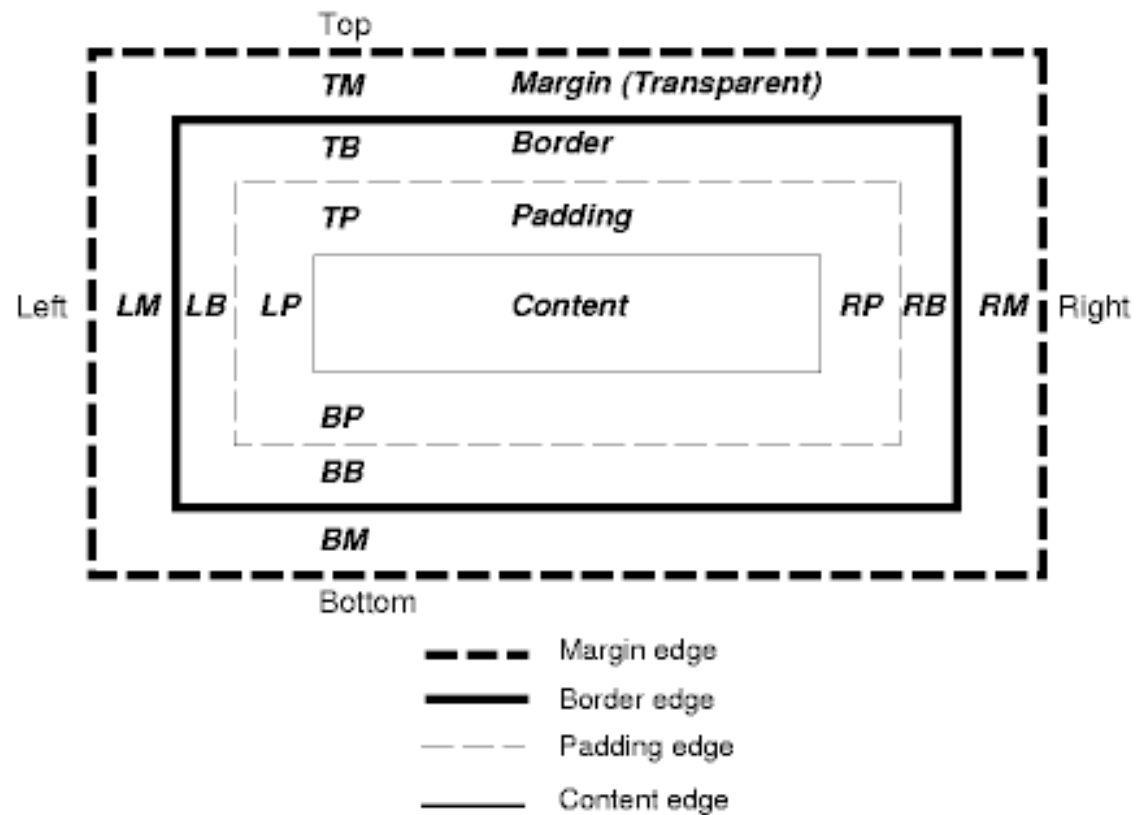 Top
TM Margin (Transparent)
TB Border
TP Padding
Left LM LB LP Content RP RB RM Right
BP
BB
BM
Bottom
Margin edge
Border edge
Padding edge
Content edge